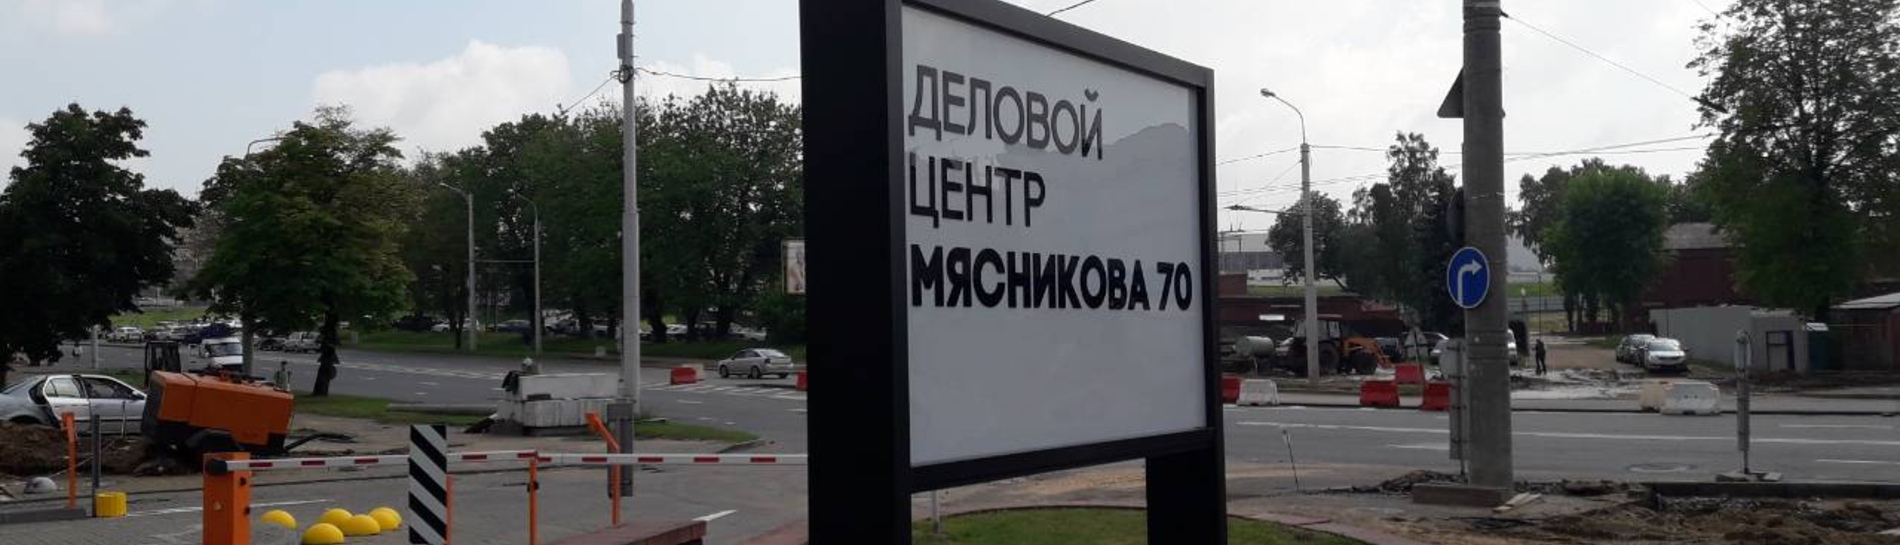 ДЕЛОВОЙ
ЦЕНТР
МЯСНИКОВА 70